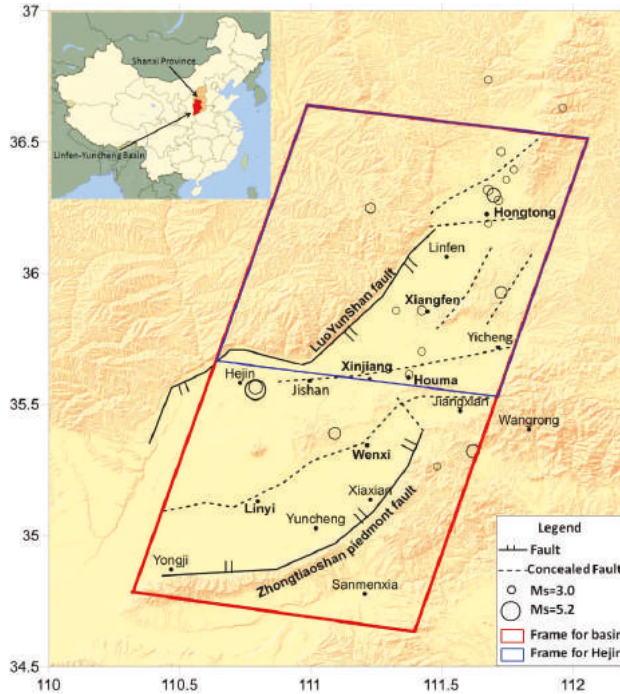 37
36.5
36
35.5
35
34.5
110
110.5
111
111.5
112
Shanxi Province
Linfen-Yuncheng Basin
Hongtong
Linfen
LuoYunShan fault
Xiangfen
Yicheng
Xinjiang
Hejin
Jishan
Houma
Jiangxian
Wangrong
Wenxi
Xiaxian
Linyi
Yuncheng
Zhongtiaoshan piedmont fault
Yongji
Sanmenxia
Legend
Fault
Concealed Fault
Ms=3.0
Ms=5.2
Frame for basin
Frame for Hejin